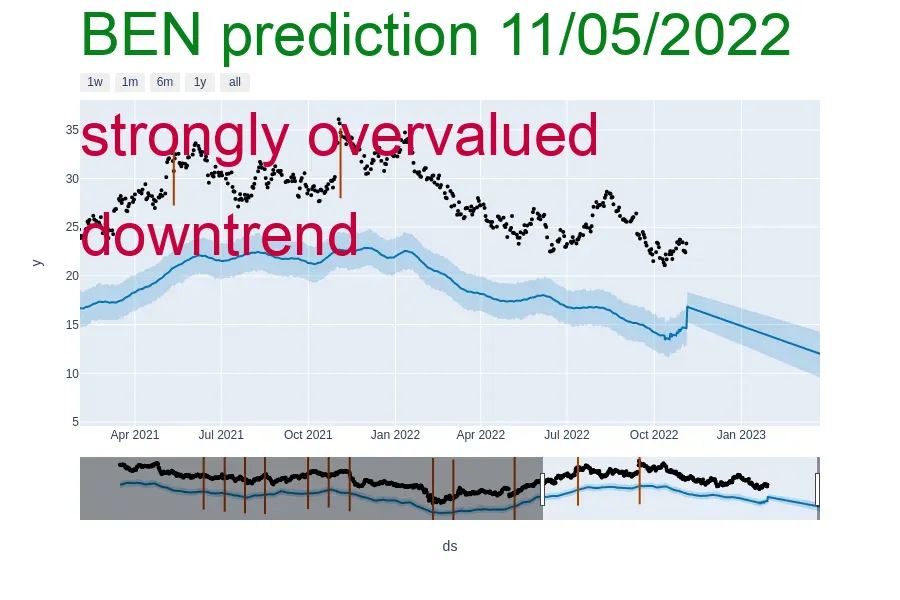 BEN prediction 11/05/2022
1w 1m 6m 1y all
strongly overvalued
downtrend
35
30
25
20
15
10
5
y
Apr 2021 Jul 2021 Oct 2021 Jan 2022 Apr 2022 Jul 2022 Oct 2022 Jan 2023
ds